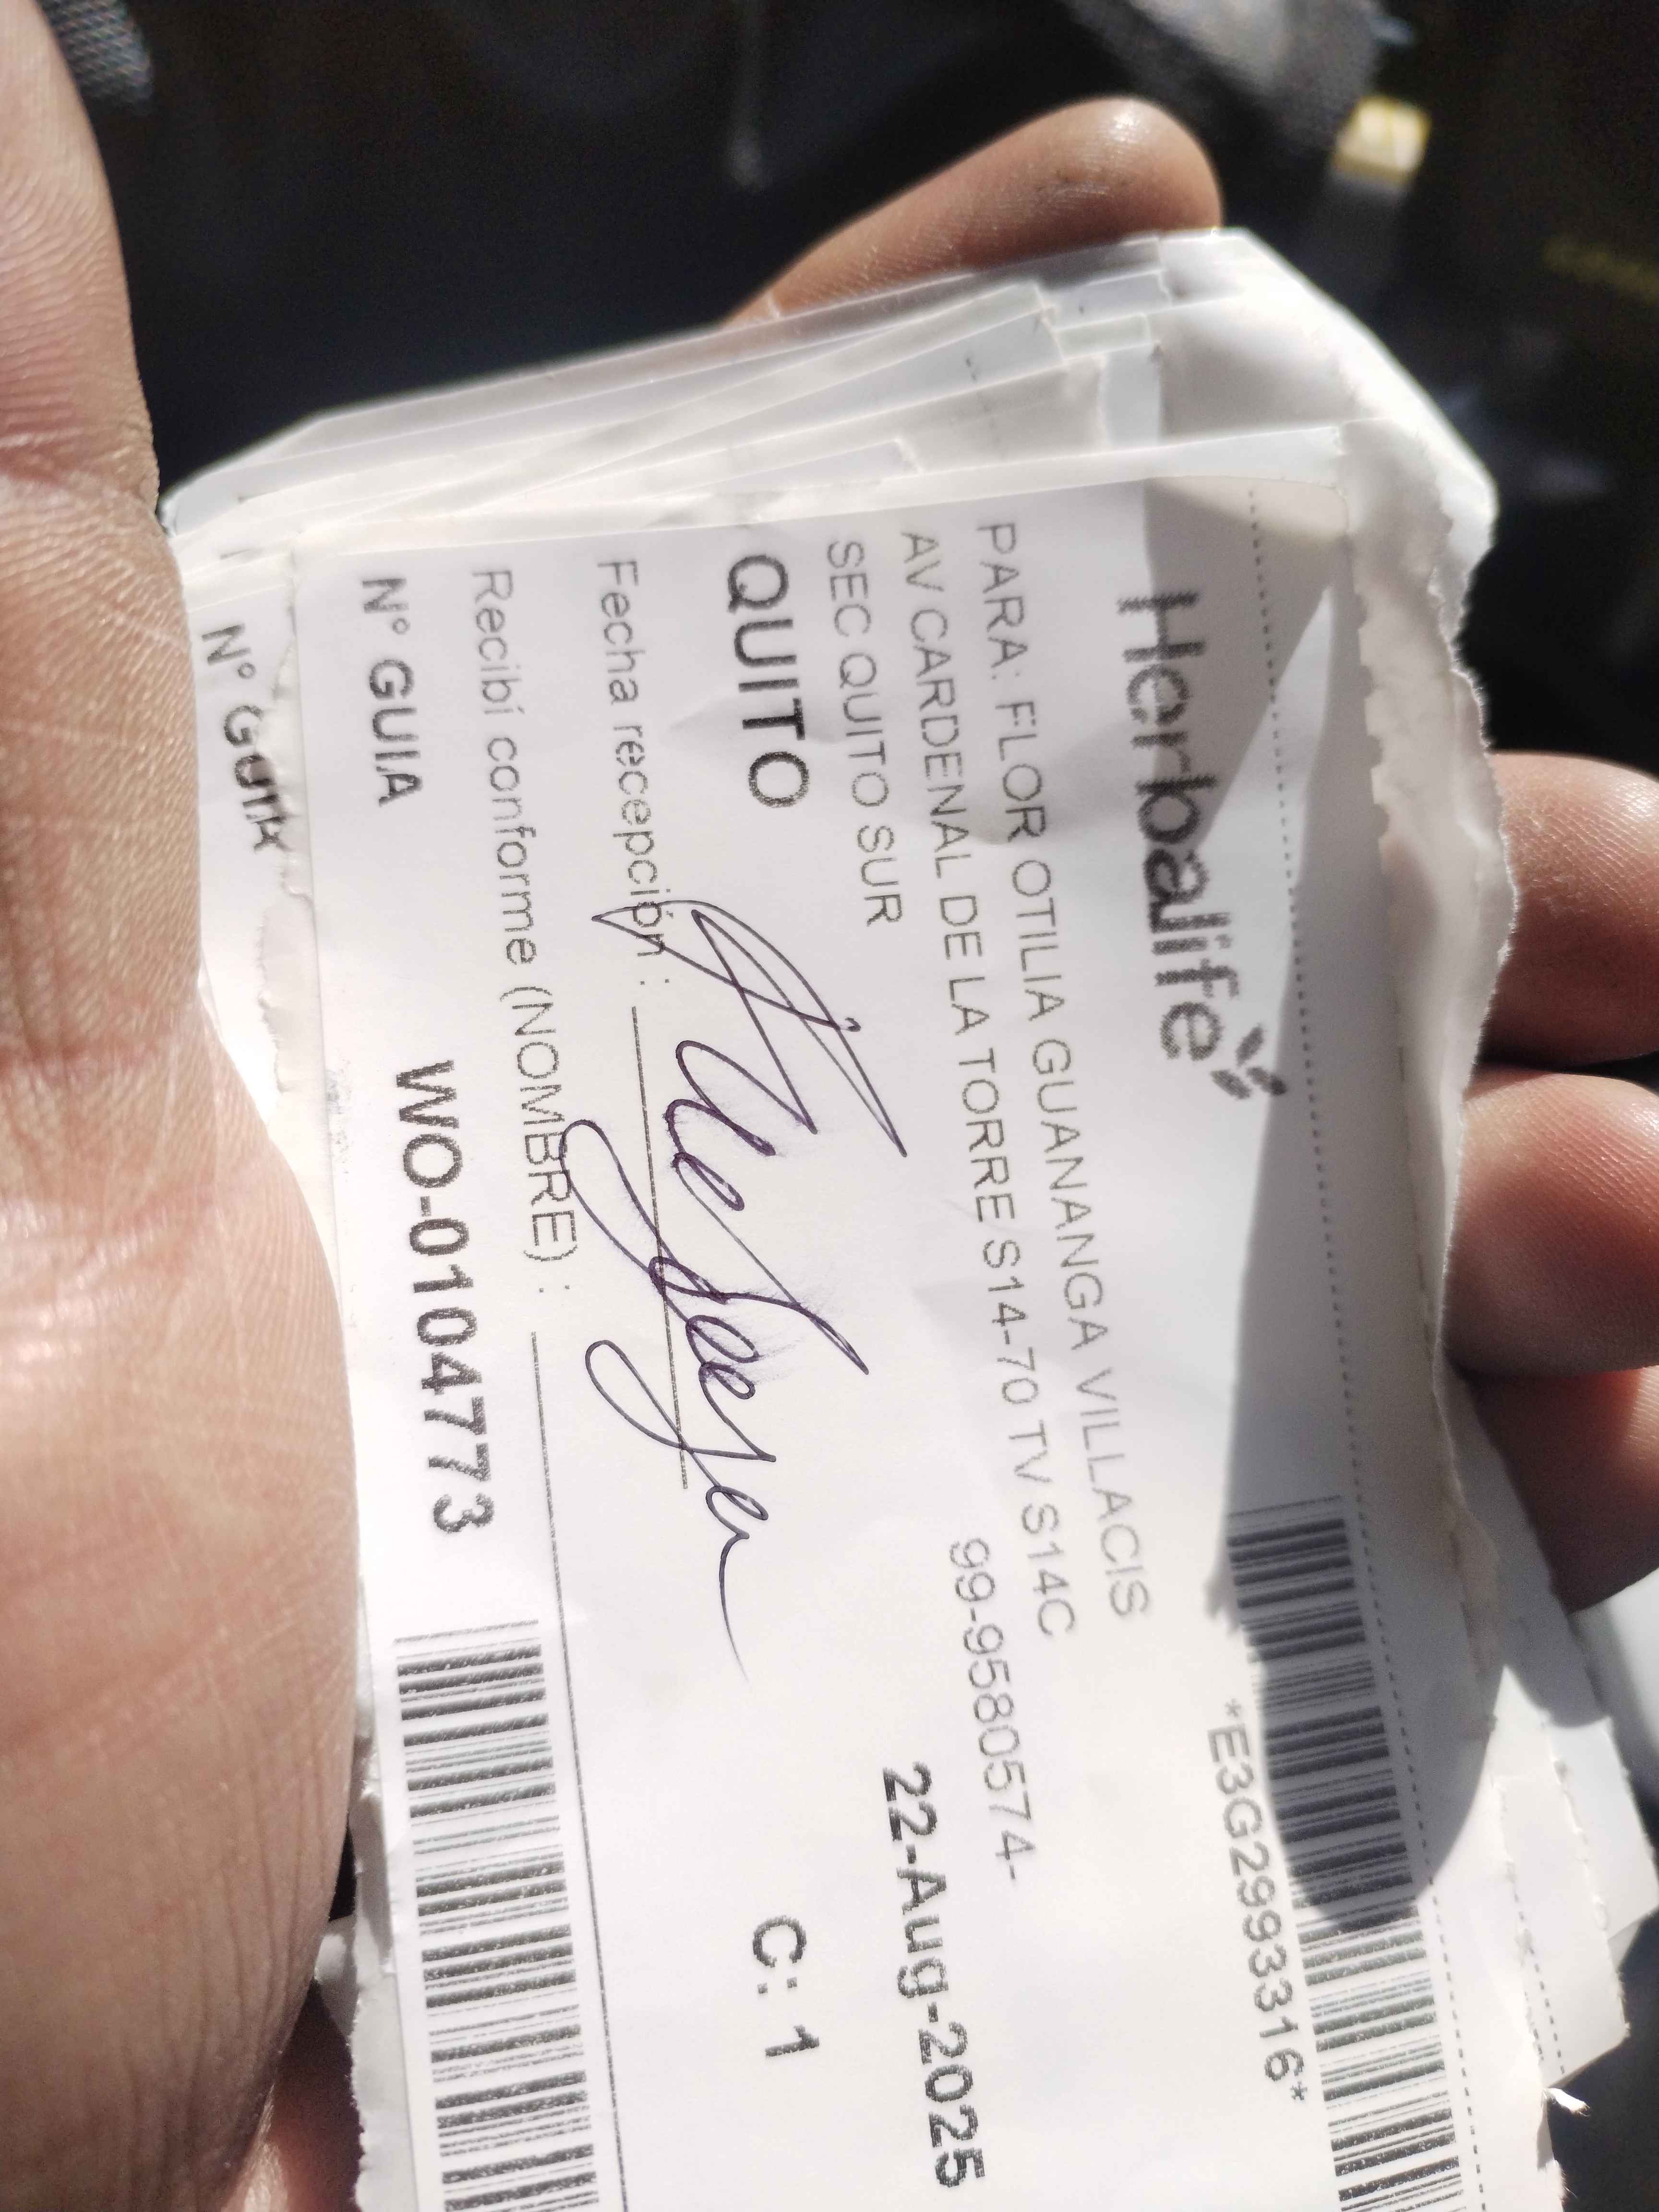 Herbalife
*E3G2993316*
PARA: FLOR OTILIA GUANANGA VILLACIS
AV CARDENAL DE LA TORRE S14-70 TV S14C
SEC QUITO SUR
99-9580574-
QUITO
22-Aug-2025
Fecha recepción :
C: 1
Recibí conforme (NOMBRE) :
N° GUIA
WO-0104773
N° GUIA